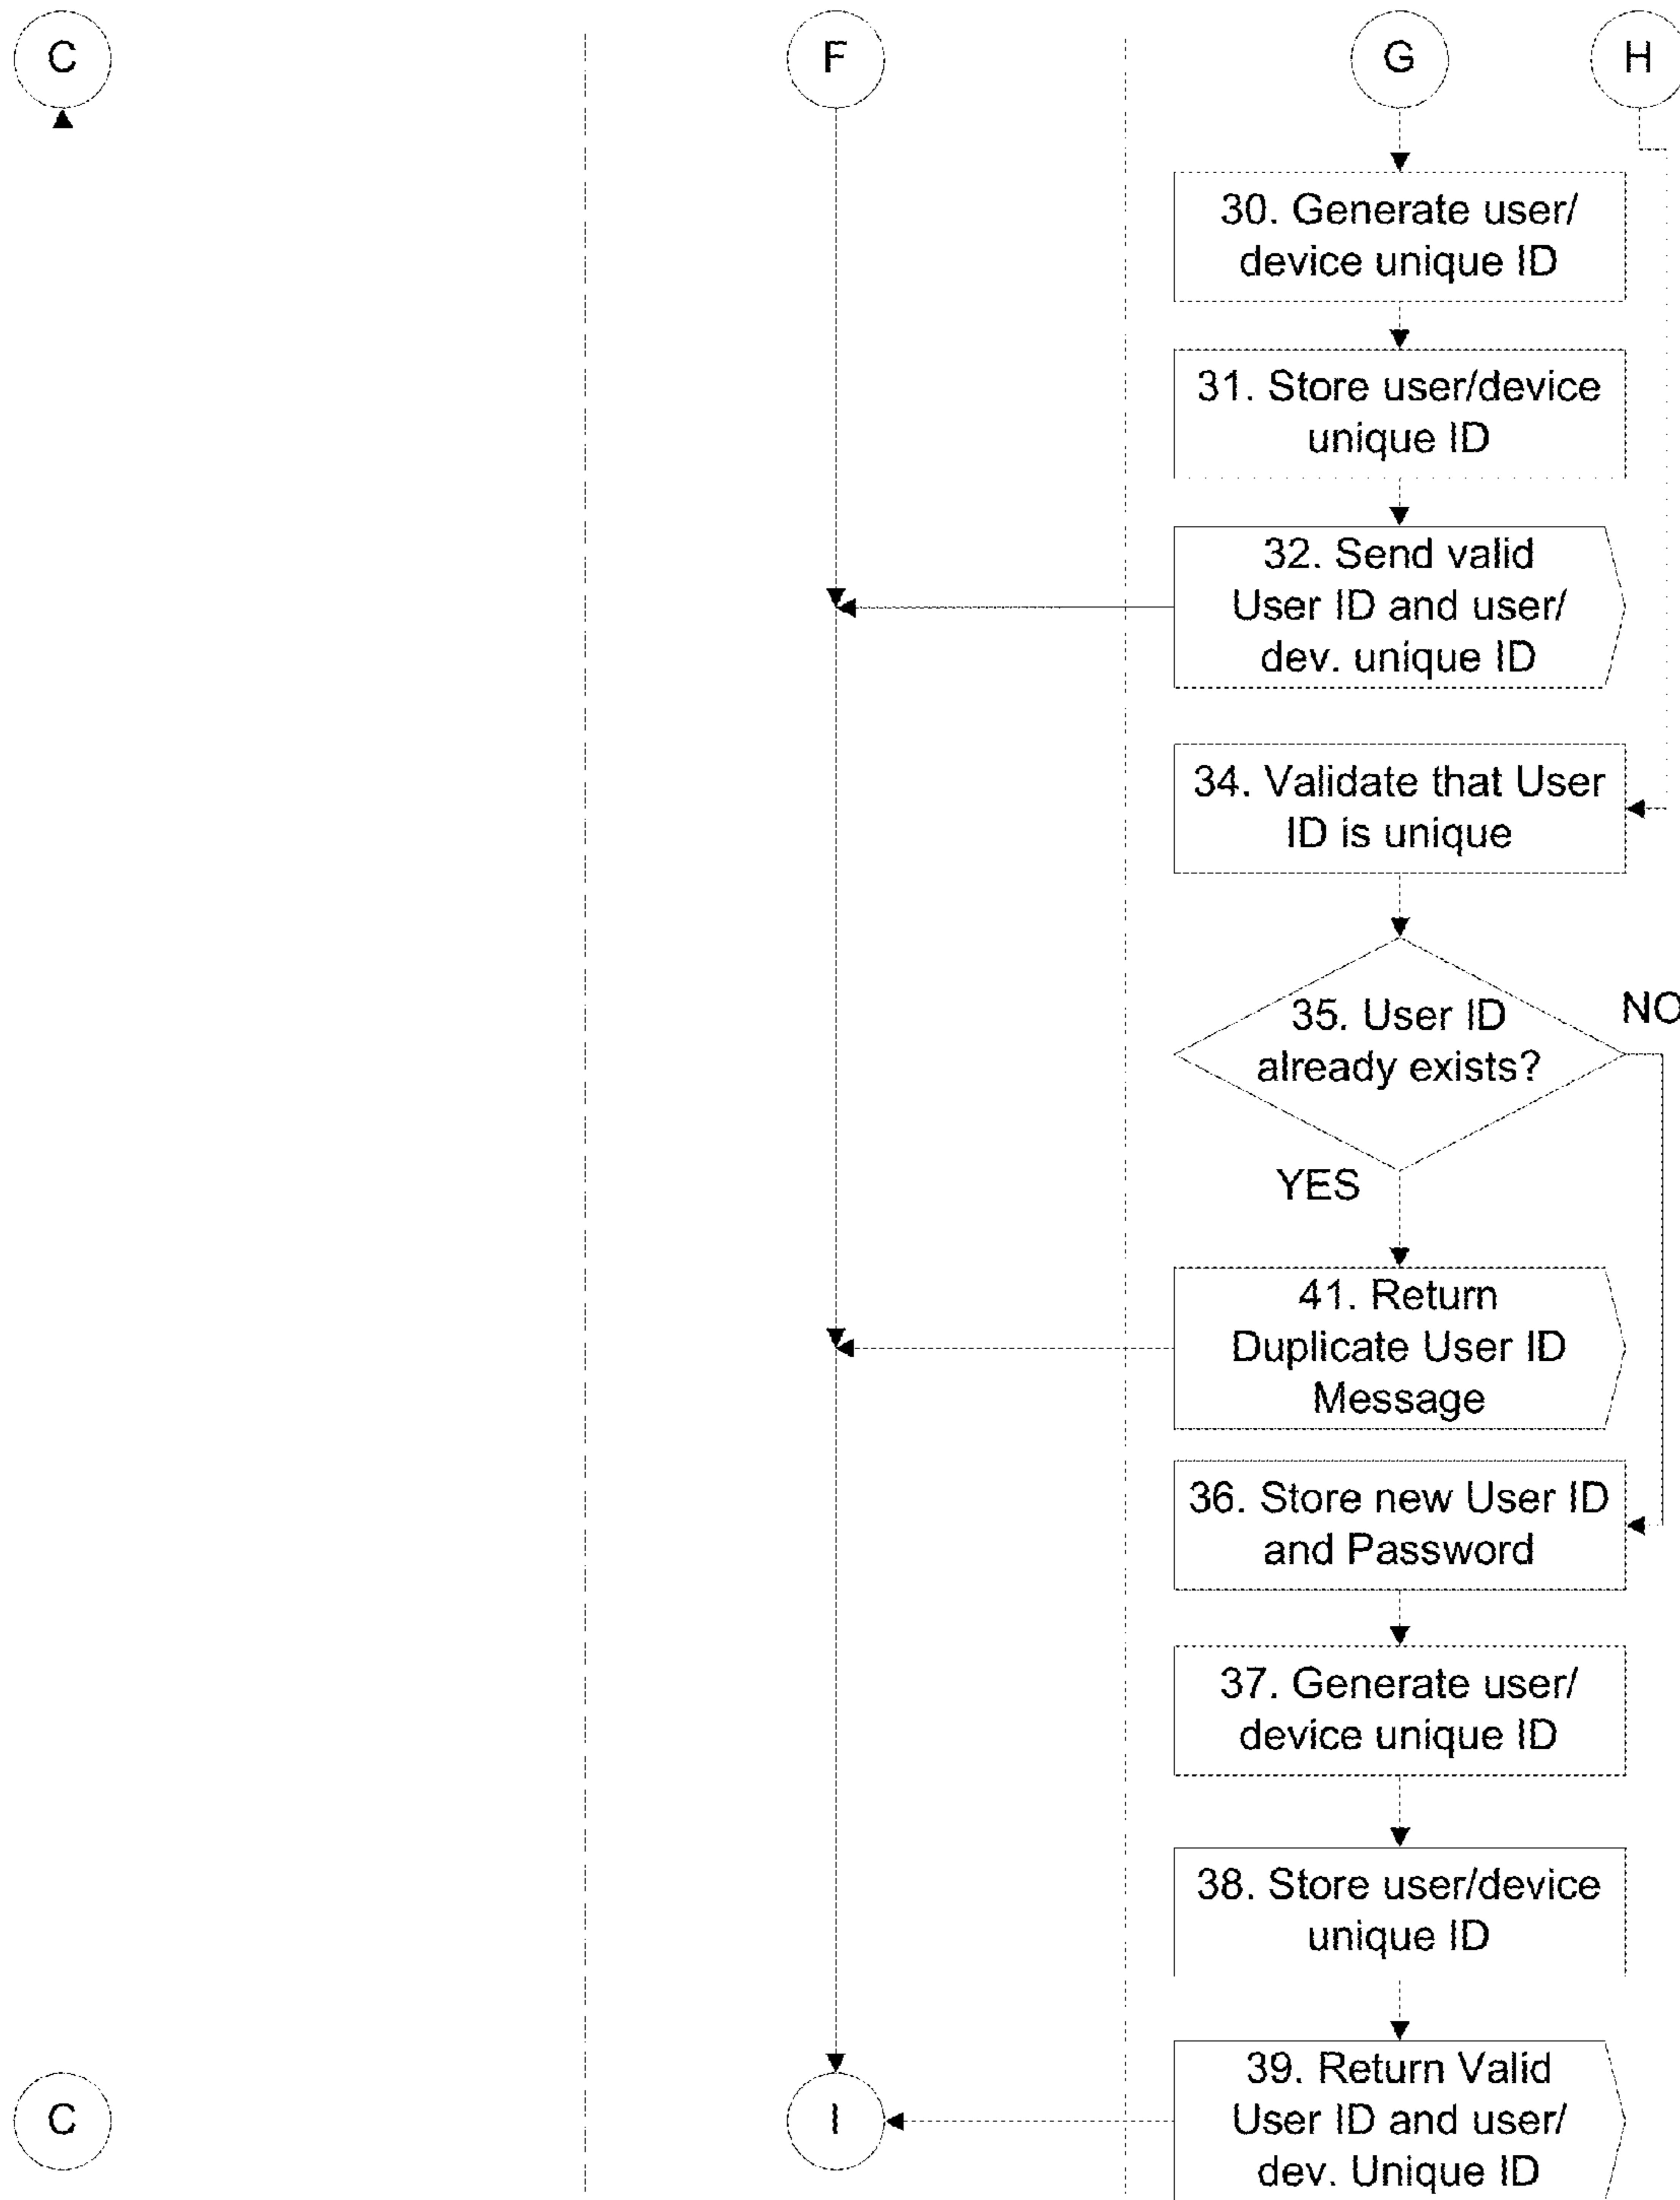 C
F
G
H
30. Generate user/
device unique ID
31. Store user/device
unique ID
32. Send valid
User ID and user/
dev. unique ID
34. Validate that User
ID is unique
35. User ID
already exists?
NO
YES
41. Return
Duplicate User ID
Message
36. Store new User ID
and Password
37. Generate user/
device unique ID
38. Store user/device
unique ID
39. Return Valid
User ID and user/
dev. Unique ID
C
I